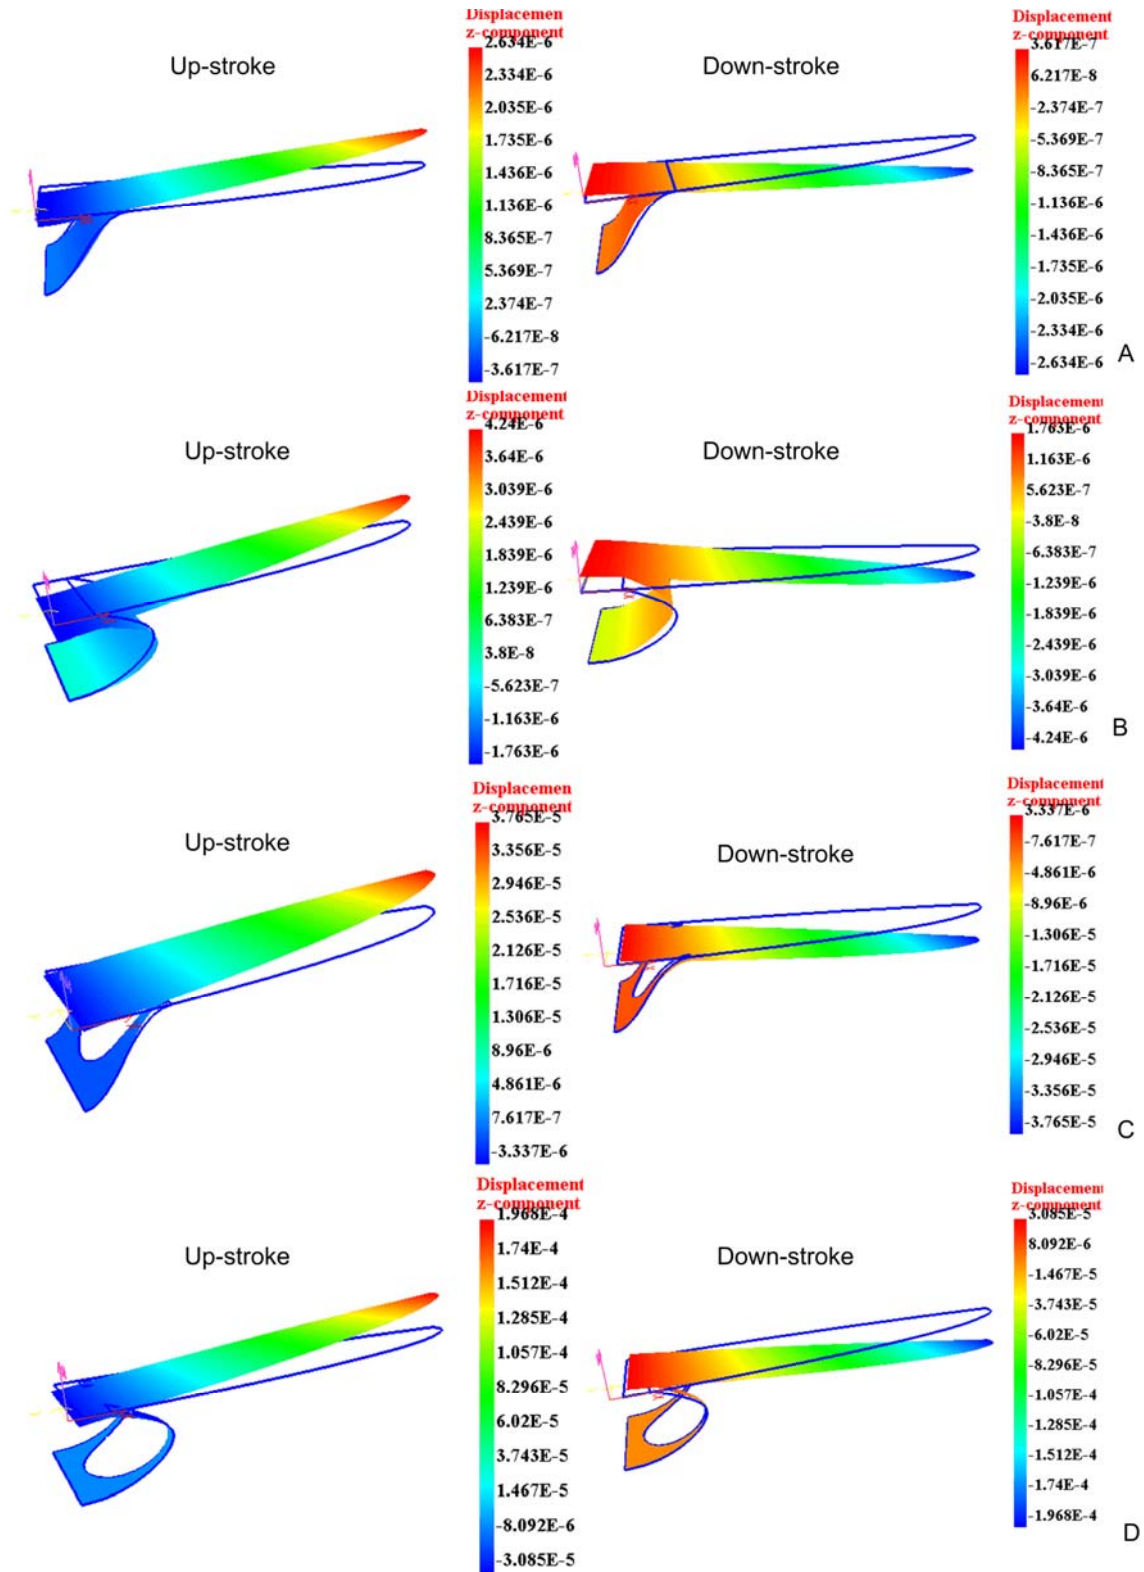 Up-stroke
Displacement
z-component
2.634E-6
2.334E-6
2.035E-6
1.735E-6
1.436E-6
1.136E-6
8.365E-7
5.369E-7
2.374E-7
-6.217E-8
-3.617E-7
Down-stroke
Displacement
z-component
3.617E-7
6.217E-8
-2.374E-7
-5.369E-7
-8.365E-7
-1.136E-6
-1.436E-6
-1.735E-6
-2.035E-6
-2.334E-6
-2.634E-6
A
Up-stroke
Displacement
z-component
4.24E-6
3.64E-6
3.039E-6
2.439E-6
1.839E-6
1.239E-6
6.383E-7
3.8E-8
-5.623E-7
-1.163E-6
-1.763E-6
Down-stroke
Displacement
z-component
1.763E-6
1.163E-6
5.623E-7
-3.8E-8
-6.383E-7
-1.239E-6
-1.839E-6
-2.439E-6
-3.039E-6
-3.64E-6
-4.24E-6
B
Up-stroke
Displacemen
z-component
3.765E-5
3.356E-5
2.946E-5
2.536E-5
2.126E-5
1.716E-5
1.306E-5
8.96E-6
4.861E-6
7.617E-7
-3.337E-6
Down-stroke
Displacement
z-component
3.337E-6
-7.617E-7
-4.861E-6
-8.96E-6
-1.306E-5
-1.716E-5
-2.126E-5
-2.536E-5
-2.946E-5
-3.356E-5
-3.765E-5
C
Up-stroke
Displacement
z-component
1.968E-4
1.74E-4
1.512E-4
1.285E-4
1.057E-4
8.296E-5
6.02E-5
3.743E-5
1.467E-5
-8.092E-6
-3.085E-5
Down-stroke
Displacement
z-component
3.085E-5
8.092E-6
-1.467E-5
-3.743E-5
-6.02E-5
-8.296E-5
-1.057E-4
-1.285E-4
-1.512E-4
-1.74E-4
-1.968E-4
D